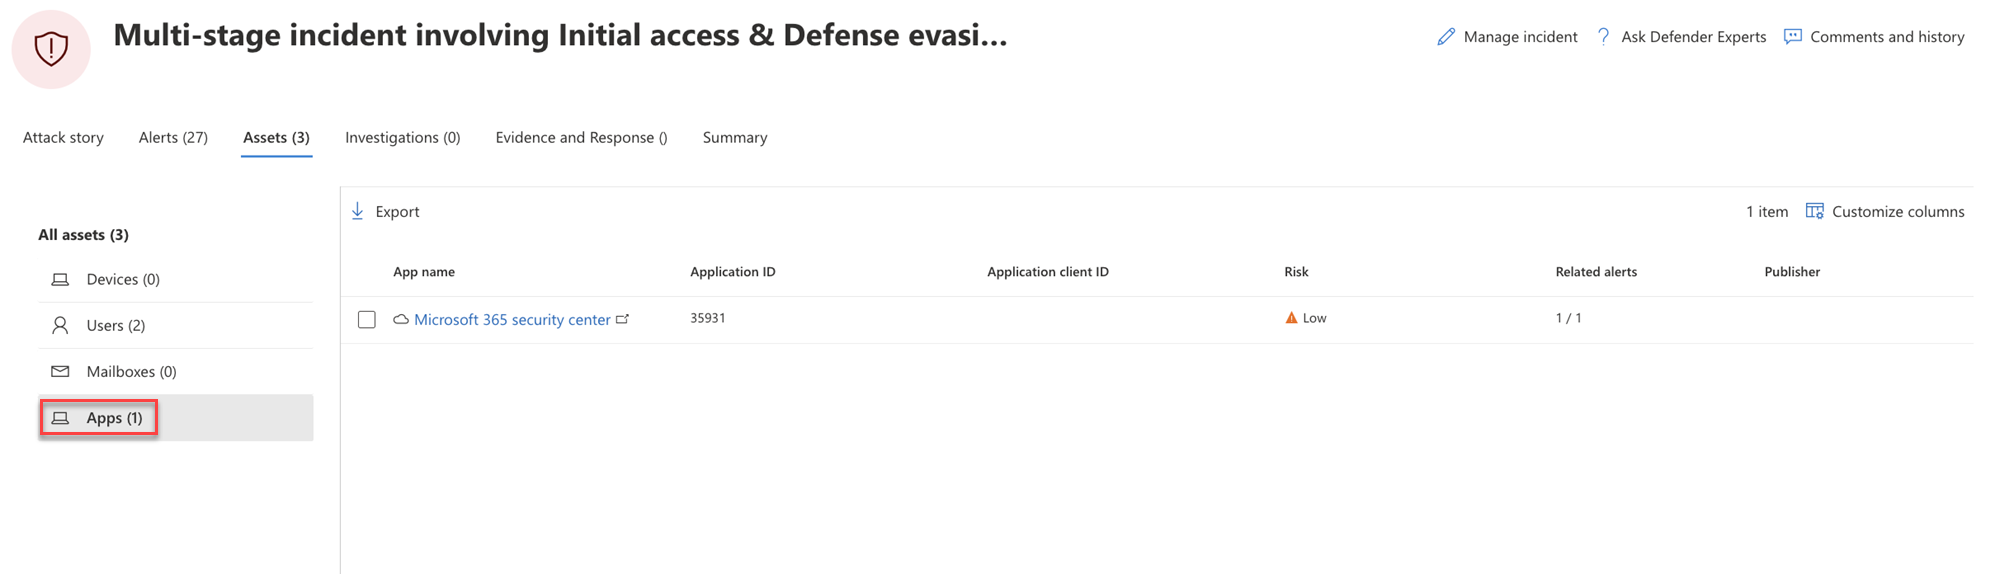 Multi-stage incident involving Initial access & Defense evasi...
Manage incident
? Ask Defender Experts
Comments and history
Attack story
Alerts (27)
Assets (3)
Investigations (0)
Evidence and Response ()
Summary
All assets (3)
Devices (0)
Users (2)
Mailboxes (0)
Apps (1)
Export
1 item
Customize columns
App name
Application ID
Application client ID
Risk
Related alerts
Publisher
Microsoft 365 security center
35931
Low
1 / 1